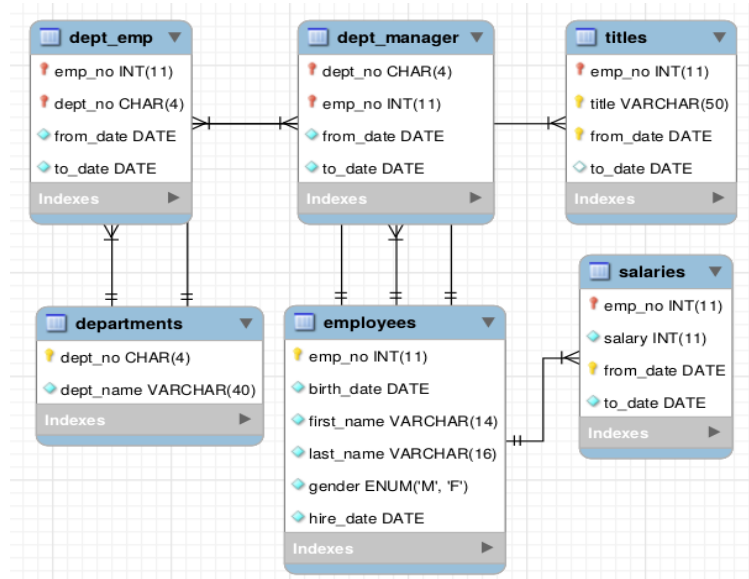 dept_emp
emp_no INT(11)
dept_no CHAR(4)
from_date DATE
to_date DATE
Indexes
dept_manager
dept_no CHAR(4)
emp_no INT(11)
from_date DATE
to_date DATE
Indexes
titles
emp_no INT(11)
title VARCHAR(50)
from_date DATE
to_date DATE
Indexes
departments
dept_no CHAR(4)
dept_name VARCHAR(40)
Indexes
employees
emp_no INT(11)
birth_date DATE
first_name VARCHAR(14)
last_name VARCHAR(16)
gender ENUM('M', 'F')
hire_date DATE
Indexes
salaries
emp_no INT(11)
salary INT(11)
from_date DATE
to_date DATE
Indexes